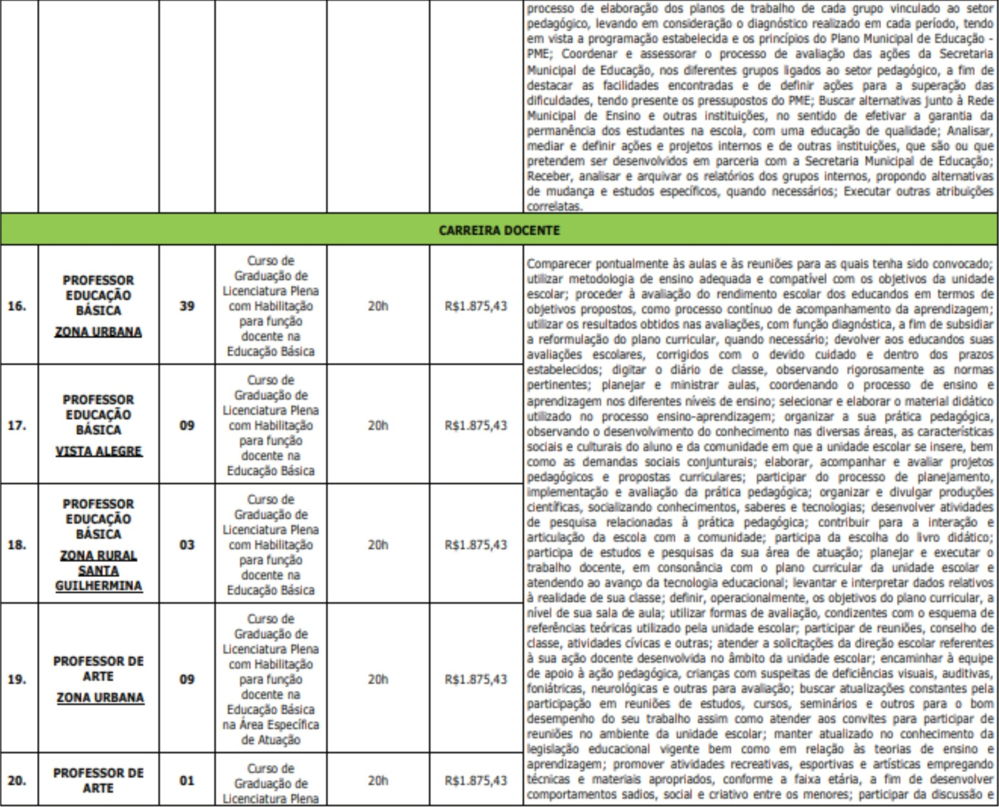 processo de elaboração dos planos de trabalho de cada grupo vinculado ao setor
pedagógico, levando em consideração o diagnóstico realizado em cada período, tendo
em vista a programação estabelecida e os princípios do Plano Municipal de Educação -
PME; Coordenar e assessorar o processo de avaliação das ações da Secretaria
Municipal de Educação, nos diferentes grupos ligados ao setor pedagógico, a fim de
destacar as facilidades encontradas e de definir ações para a superação das
dificuldades, tendo presente os pressupostos do PME; Buscar alternativas junto à Rede
Municipal de Ensino e outras instituições, no sentido de efetivar a garantia da
permanência dos estudantes na escola, com uma educação de qualidade; Analisar,
mediar e definir ações e projetos internos e de outras instituições, que são ou que
pretendem ser desenvolvidos em parceria com a Secretaria Municipal de Educação;
Receber, analisar e arquivar os relatórios dos grupos internos, propondo alternativas
de mudança e estudos específicos, quando necessários; Executar outras atribuições
correlatas.
CARREIRA DOCENTE
16.
PROFESSOR
EDUCAÇÃO
BÁSICA
ZONA URBANA
39
Curso de
Graduação de
Licenciatura Plena
com Habilitação
para função
docente na
Educação Básica
20h
R$1.875,43
17.
PROFESSOR
EDUCAÇÃO
BÁSICA
VISTA ALEGRE
09
Curso de
Graduação de
Licenciatura Plena
com Habilitação
para função
docente na
Educação Básica
20h
R$1.875,43
18.
PROFESSOR
EDUCAÇÃO
BÁSICA
ZONA RURAL
SANTA
GUILHERMINA
03
Curso de
Graduação de
Licenciatura Plena
com Habilitação
para função
docente na
Educação Básica
20h
R$1.875,43
19.
PROFESSOR DE
ARTE
ZONA URBANA
09
Curso de
Graduação de
Licenciatura Plena
com Habilitação
para função
docente na
Educação Básica
na Área Específica
de Atuação
20h
R$1.875,43
20.
PROFESSOR DE
ARTE
01
Curso de
Graduação de
Licenciatura Plena
20h
R$1.875,43
Comparecer pontualmente às aulas e às reuniões para as quais tenha sido convocado;
utilizar metodologia de ensino adequada e compatível com os objetivos da unidade
escolar; proceder à avaliação do rendimento escolar dos educandos em termos de
objetivos propostos, como processo contínuo de acompanhamento da aprendizagem;
utilizar os resultados obtidos nas avaliações, com função diagnóstica, a fim de subsidiar
a reformulação do plano curricular, quando necessário; devolver aos educandos suas
avaliações escolares, corrigidos com o devido cuidado e dentro dos prazos
estabelecidos; digitar o diário de classe, observando rigorosamente as normas
pertinentes; planejar e ministrar aulas, coordenando o processo de ensino e
aprendizagem nos diferentes níveis de ensino; selecionar e elaborar o material didático
utilizado no processo ensino-aprendizagem; organizar a sua prática pedagógica,
observando o desenvolvimento do conhecimento nas diversas áreas, as características
sociais e culturais do aluno e da comunidade em que a unidade escolar se insere, bem
como as demandas sociais conjunturais; elaborar, acompanhar e avaliar projetos
pedagógicos e propostas curriculares; participar do processo de planejamento,
implementação e avaliação da prática pedagógica; organizar e divulgar produções
científicas, socializando conhecimentos, saberes e tecnologias; desenvolver atividades
de pesquisa relacionadas à prática pedagógica; contribuir para a interação e
articulação da escola com a comunidade; participa da escolha do livro didático;
participa de estudos e pesquisas da sua área de atuação; planejar e executar o
trabalho docente, em consonância com o plano curricular da unidade escolar e
atendendo ao avanço da tecnologia educacional; levantar e interpretar dados relativos
à realidade de sua classe; definir, operacionalmente, os objetivos do plano curricular, a
nível de sua sala de aula; utilizar formas de avaliação, condizentes com o esquema de
referências teóricas utilizado pela unidade escolar; participar de reuniões, conselho de
classe, atividades cívicas e outras; atender a solicitações da direção escolar referentes
à sua ação docente desenvolvida no âmbito da unidade escolar; encaminhar à equipe
de apoio à ação pedagógica, crianças com suspeitas de deficiências visuais, auditivas,
foniátricas, neurológicas e outras para avaliação; buscar atualizações constantes pela
participação em reuniões de estudos, cursos, seminários e outros para o bom
desempenho do seu trabalho assim como atender aos convites para participar de
reuniões no ambiente da unidade escolar; manter atualizado no conhecimento da
legislação educacional vigente bem como em relação às teorias de ensino e
aprendizagem; promover atividades recreativas, esportivas e artísticas empregando
técnicas e materiais apropriados, conforme a faixa etária, a fim de desenvolver
comportamentos sadios, social e criativo entre os menores; participar da discussão e